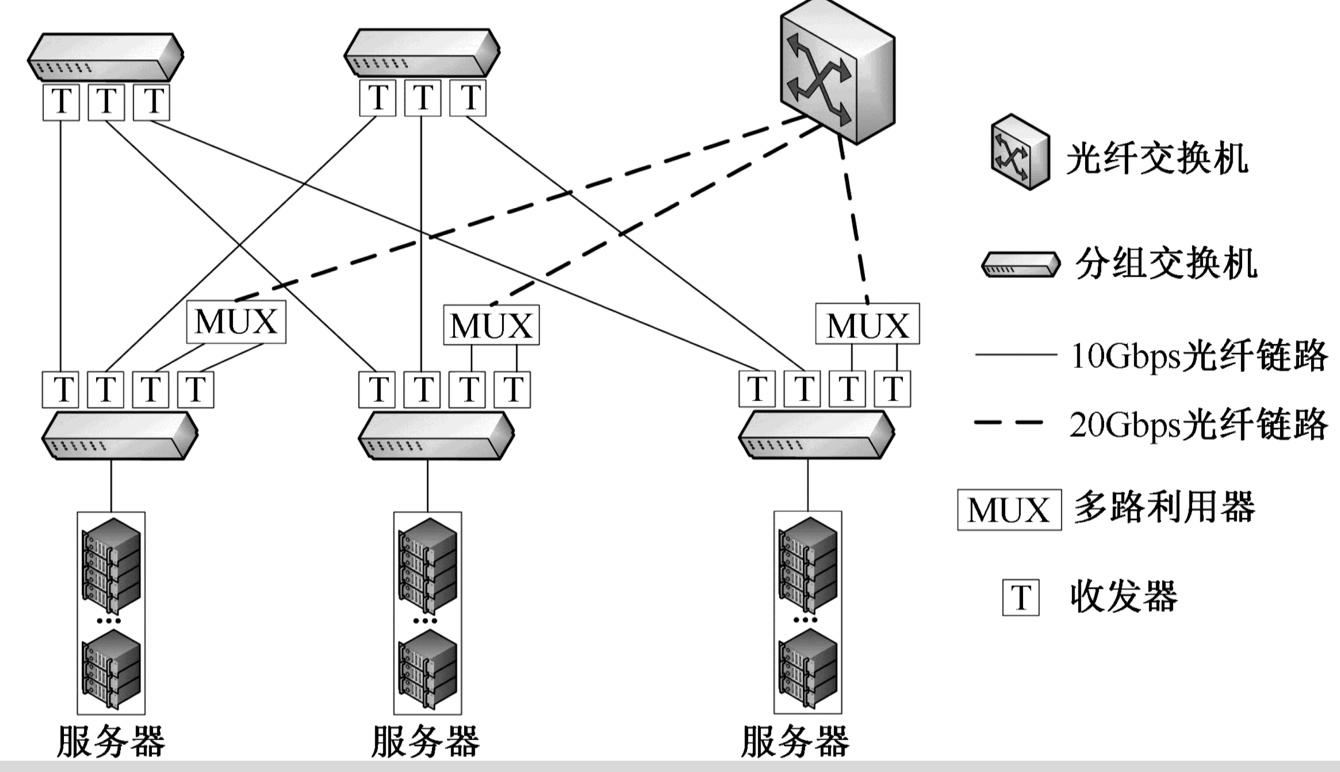 T T T
T T T
光纤交换机
分组交换机
MUX
MUX
MUX
10Gbps光纤链路
T T T T
T T T T
T T T T
20Gbps光纤链路
MUX 多路利用器
T 收发器
服务器
服务器
服务器